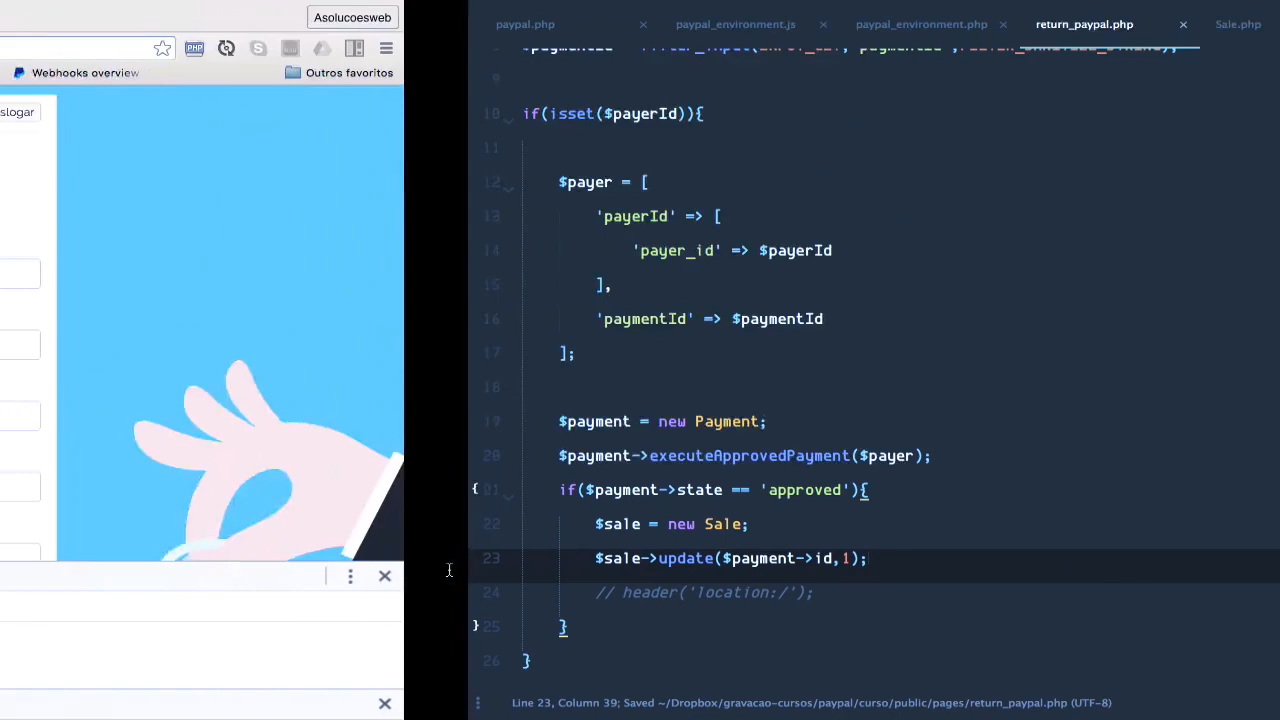 Asolucoesweb
Webhooks overview
Outros favoritos
slogar
paypal.php
paypal_environment.js
paypal_environment.php
return_paypal.php
Sale.php
9
10 if(isset($payerId)){
11
12 $payer = [
13 'payerId' => [
14 'payer_id' => $payerId
15 ],
16 'paymentId' => $paymentId
17 ];
18
19 $payment = new Payment;
20 $payment->executeApprovedPayment($payer);
21 if($payment->state == 'approved'){
22 $sale = new Sale;
23 $sale->update($payment->id,1);
24 // header('location:/');
25 }
26 }
Line 23, Column 39; Saved ~/Dropbox/gravacao-cursos/paypal/curso/public/pages/return_paypal.php (UTF-8)